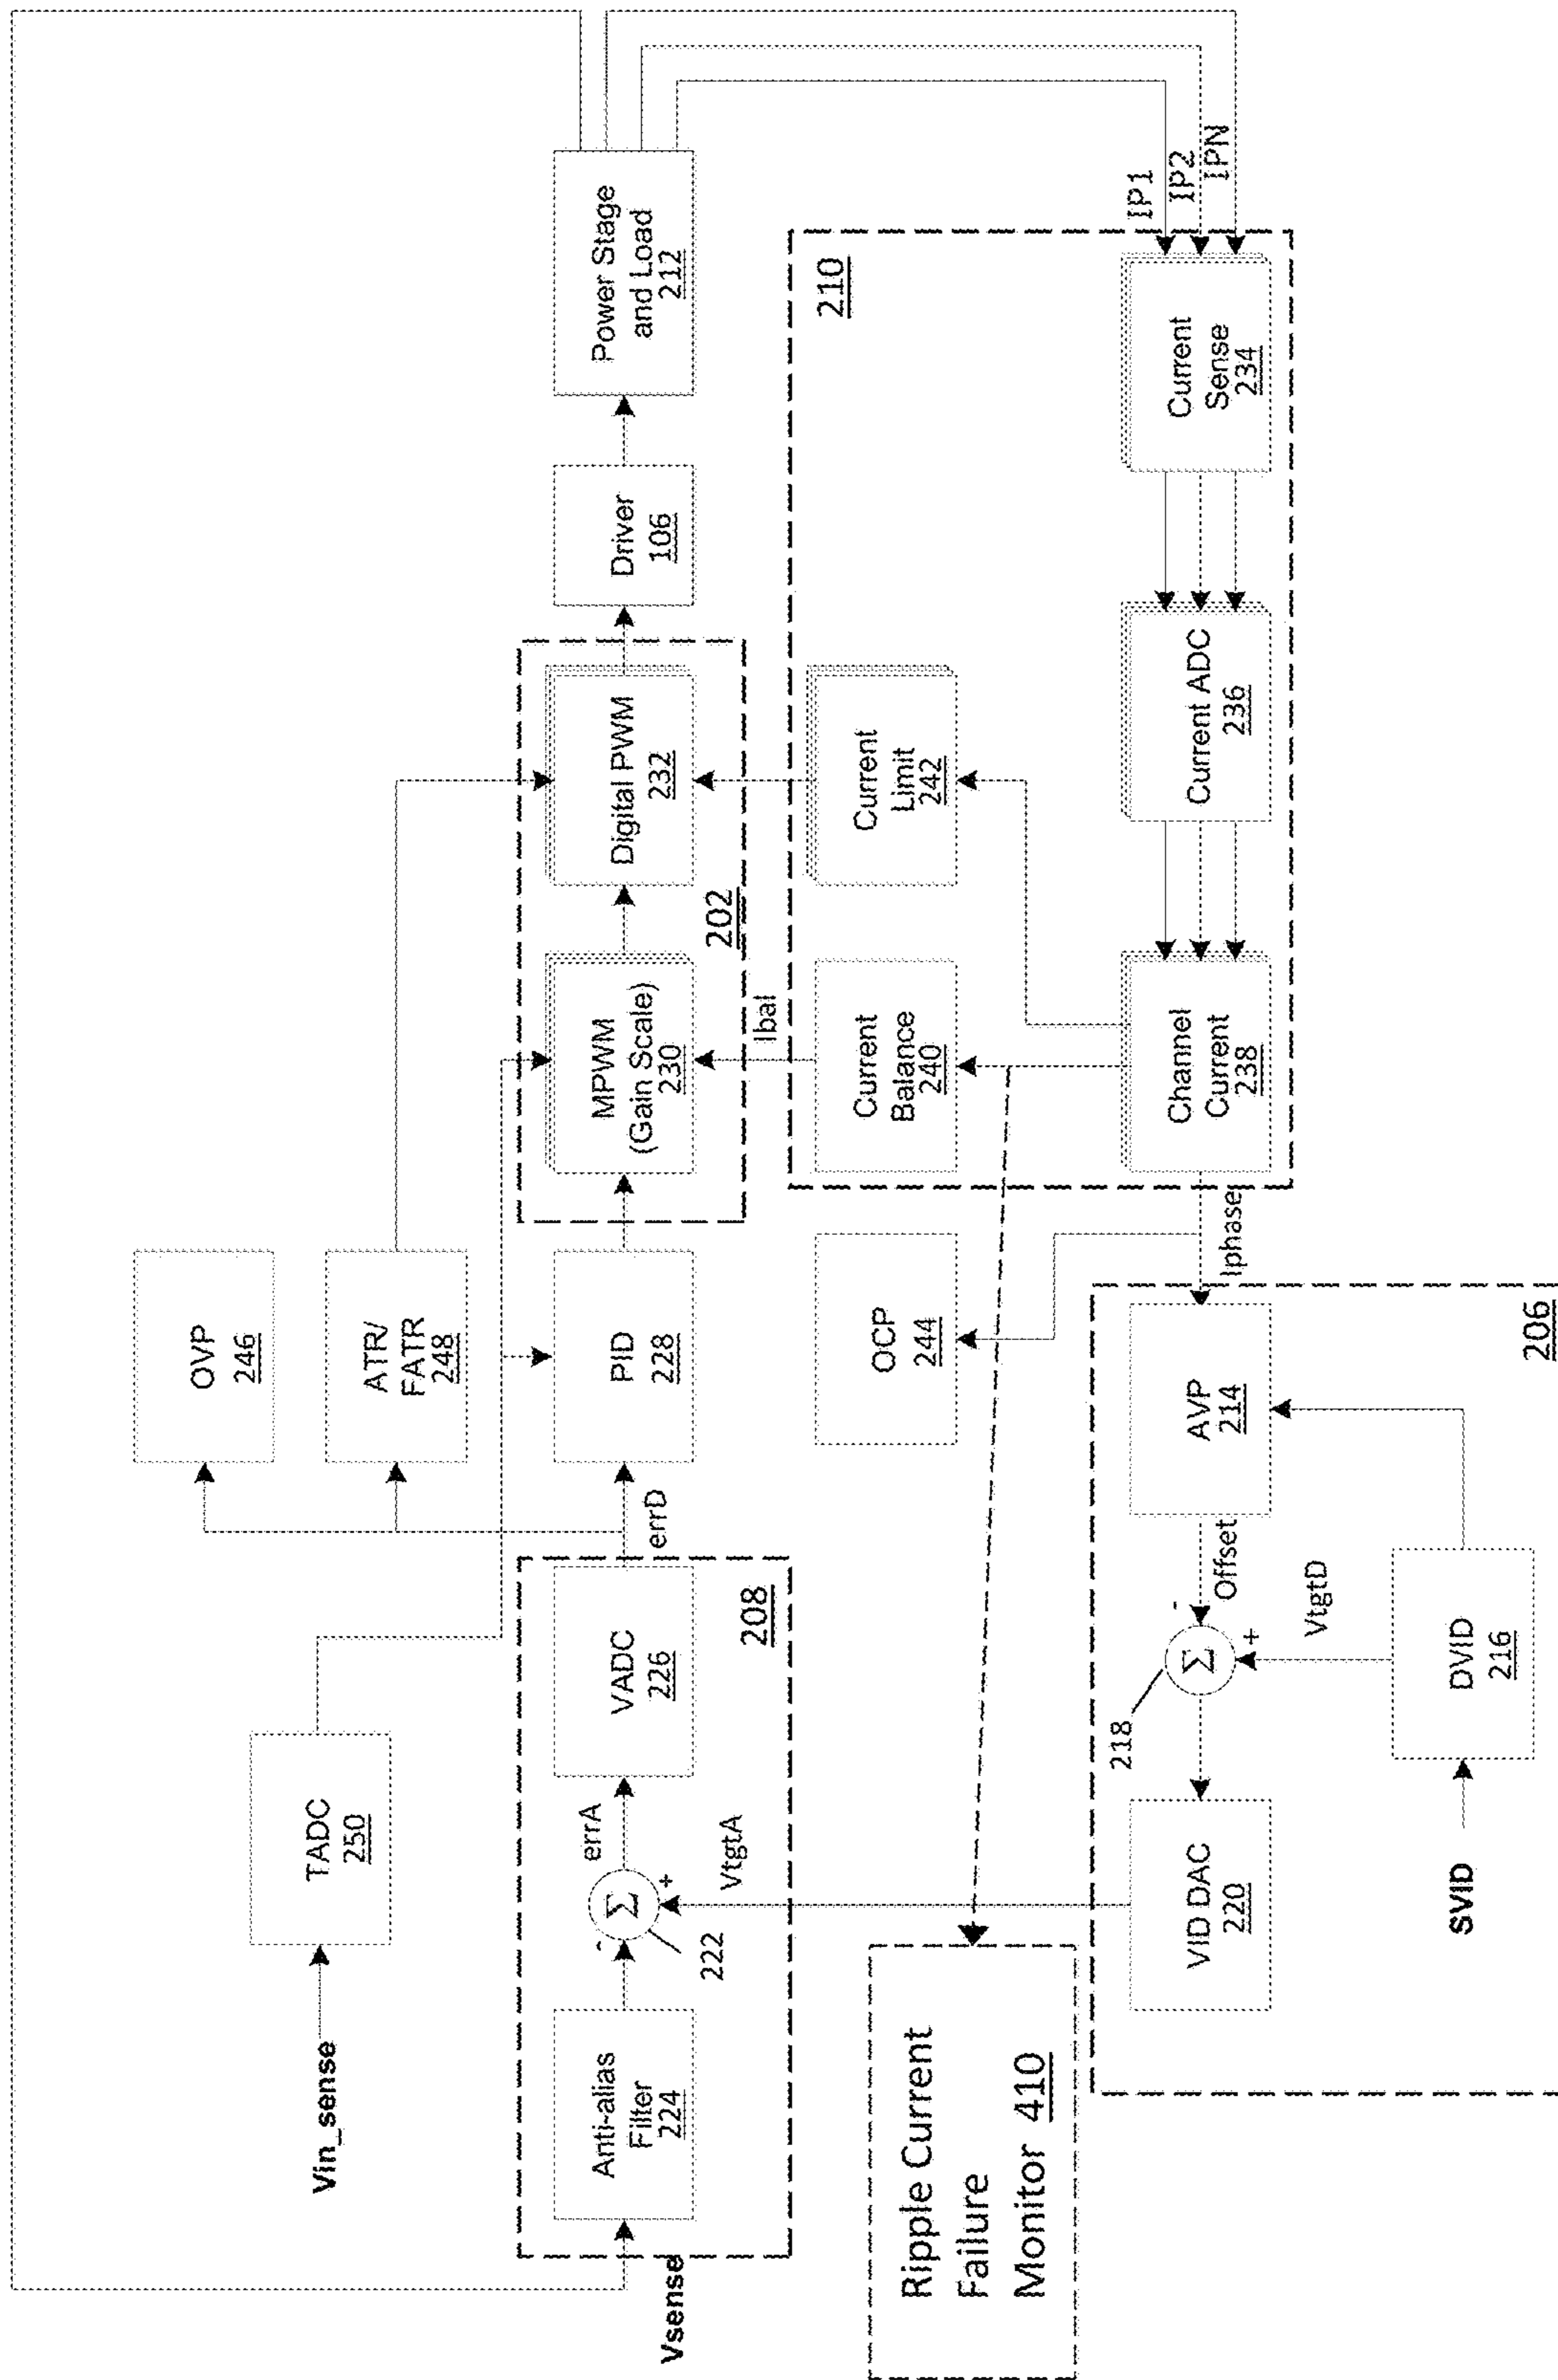 Vin_sense
TADC
250
OVP
246
ATR/
FATR
248
Vsense
Anti-alias
Filter
224
-
Σ
+
222
errA
VtgtA
VADC
226
208
errD
PID
228
MPWM
(Gain Scale)
230
Digital PWM
232
202
Driver
106
Power Stage
and Load
212
Ibal
Ripple Current
Failure
Monitor 410
OCP
244
Current
Balance
240
Current
Limit
242
210
VID DAC
220
218
Σ
-
+
Offset
VtgtD
AVP
214
Iphase
Channel
Current
238
Current ADC
236
Current
Sense
234
IP1
IP2
IPN
SVID
DVID
216
206